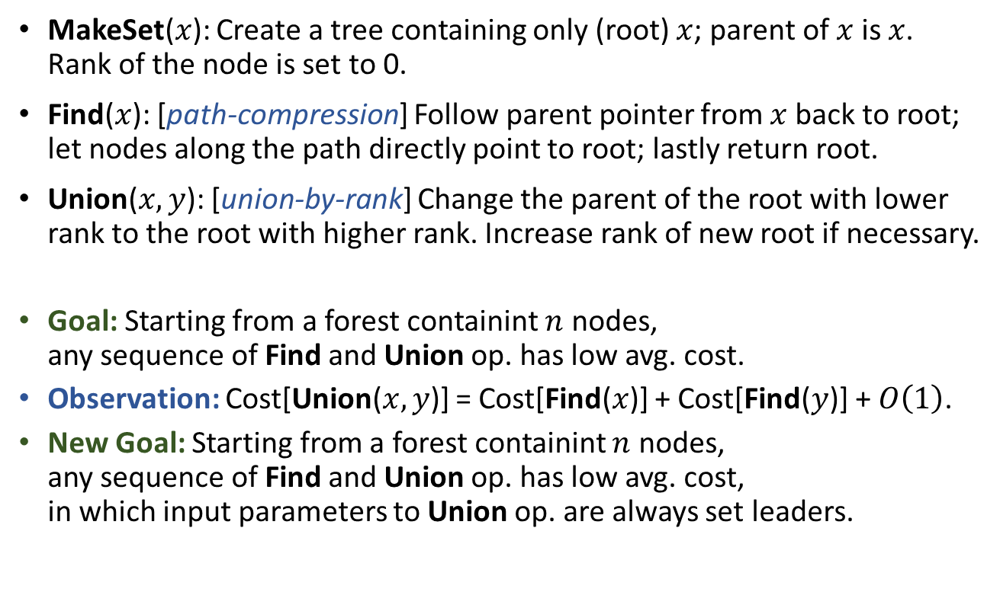 • MakeSet(x): Create a tree containing only (root) x; parent of x is x.
Rank of the node is set to 0.
• Find(x): [path-compression] Follow parent pointer from x back to root;
let nodes along the path directly point to root; lastly return root.
• Union(x, y): [union-by-rank] Change the parent of the root with lower
rank to the root with higher rank. Increase rank of new root if necessary.
• Goal: Starting from a forest containint n nodes,
any sequence of Find and Union op. has low avg. cost.
• Observation: Cost[Union(x, y)] = Cost[Find(x)] + Cost[Find(y)] + O(1).
• New Goal: Starting from a forest containint n nodes,
any sequence of Find and Union op. has low avg. cost,
in which input parameters to Union op. are always set leaders.